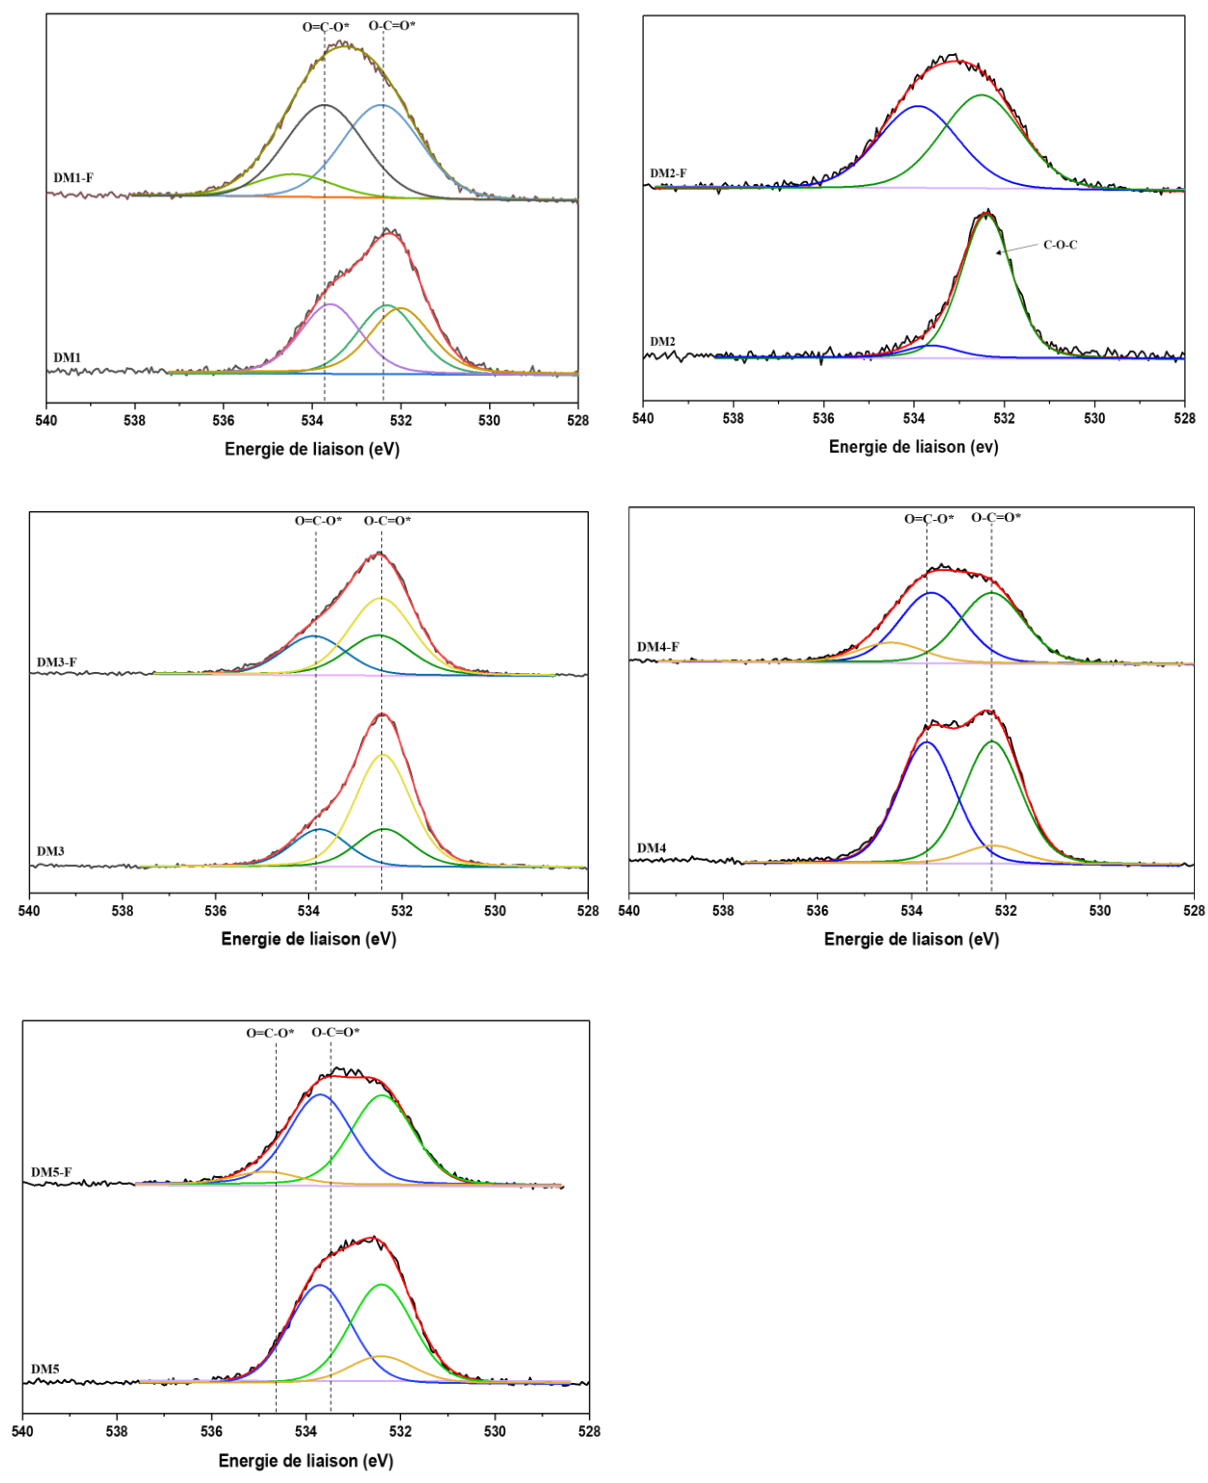 O=C-O* O-C=O*
DM1-F
DM1
540 538 536 534 532 530 528
Energie de liaison (eV)
DM2-F
C-O-C
DM2
540 538 536 534 532 530 528
Energie de liaison (ev)
O=C-O* O-C=O*
DM3-F
DM3
540 538 536 534 532 530 528
Energie de liaison (eV)
O=C-O* O-C=O*
DM4-F
DM4
540 538 536 534 532 530 528
Energie de liaison (eV)
O=C-O* O-C=O*
DM5-F
DM5
540 538 536 534 532 530 528
Energie de liaison (eV)